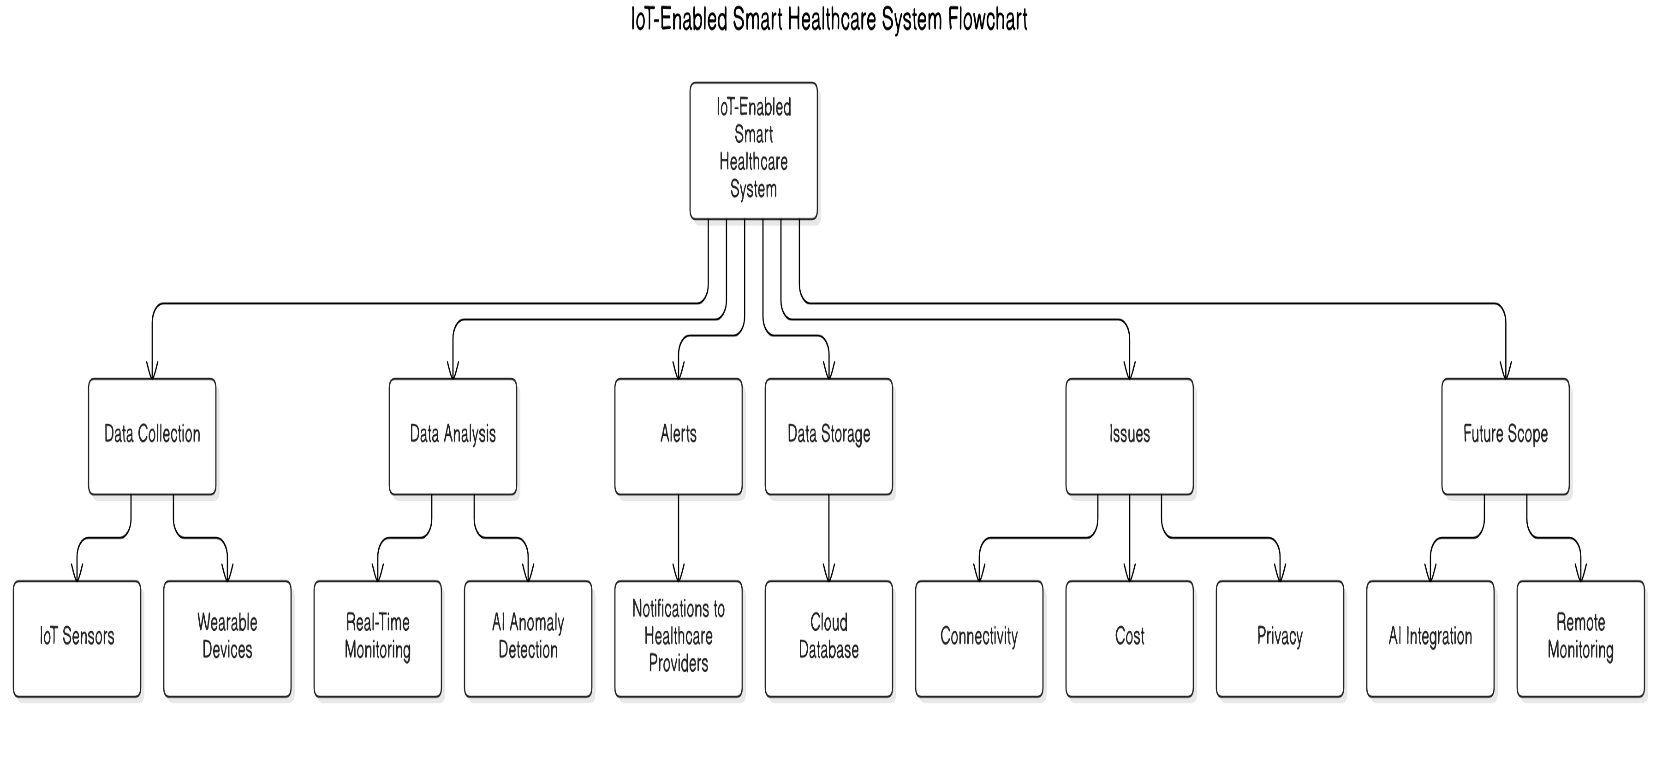 IoT-Enabled Smart Healthcare System Flowchart
IoT-Enabled
Smart
Healthcare
System
Data Collection
Data Analysis
Alerts
Data Storage
Issues
Future Scope
IoT Sensors
Wearable
Devices
Real-Time
Monitoring
AI Anomaly
Detection
Notifications to
Healthcare
Providers
Cloud
Database
Connectivity
Cost
Privacy
AI Integration
Remote
Monitoring